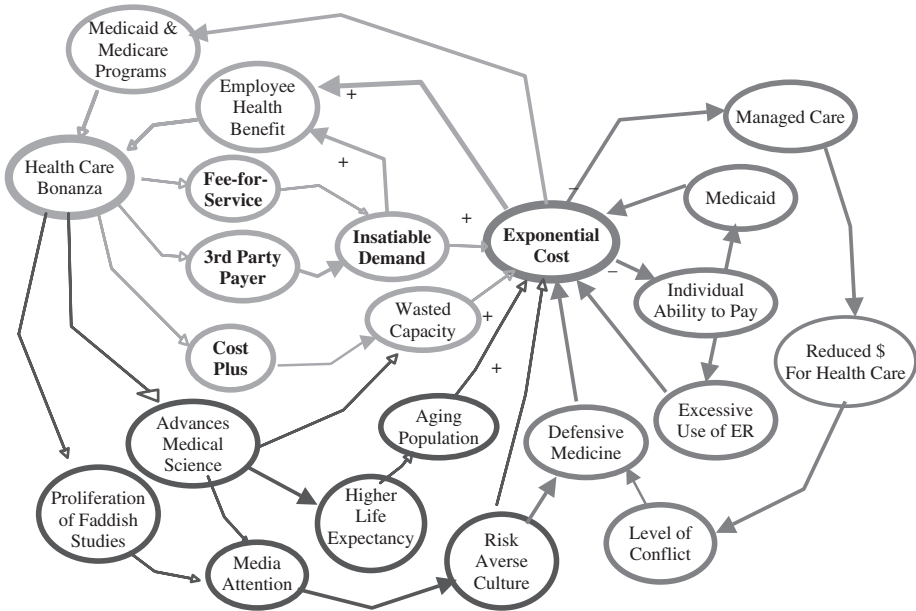 Medicaid &
Medicare
Programs
Employee
Health
Benefit
+
+
Health Care
Bonanza
Fee-for-
Service
3rd Party
Payer
Cost
Plus
Insatiable
Demand
+
Wasted
Capacity
+
–
Exponential
Cost
–
Managed Care
Medicaid
Individual
Ability to Pay
Reduced $
For Health Care
Excessive
Use of ER
+
Aging
Population
Defensive
Medicine
Advances
Medical
Science
Higher
Life
Expectancy
Proliferation
of Faddish
Studies
Media
Attention
Risk
Averse
Culture
Level of
Conflict